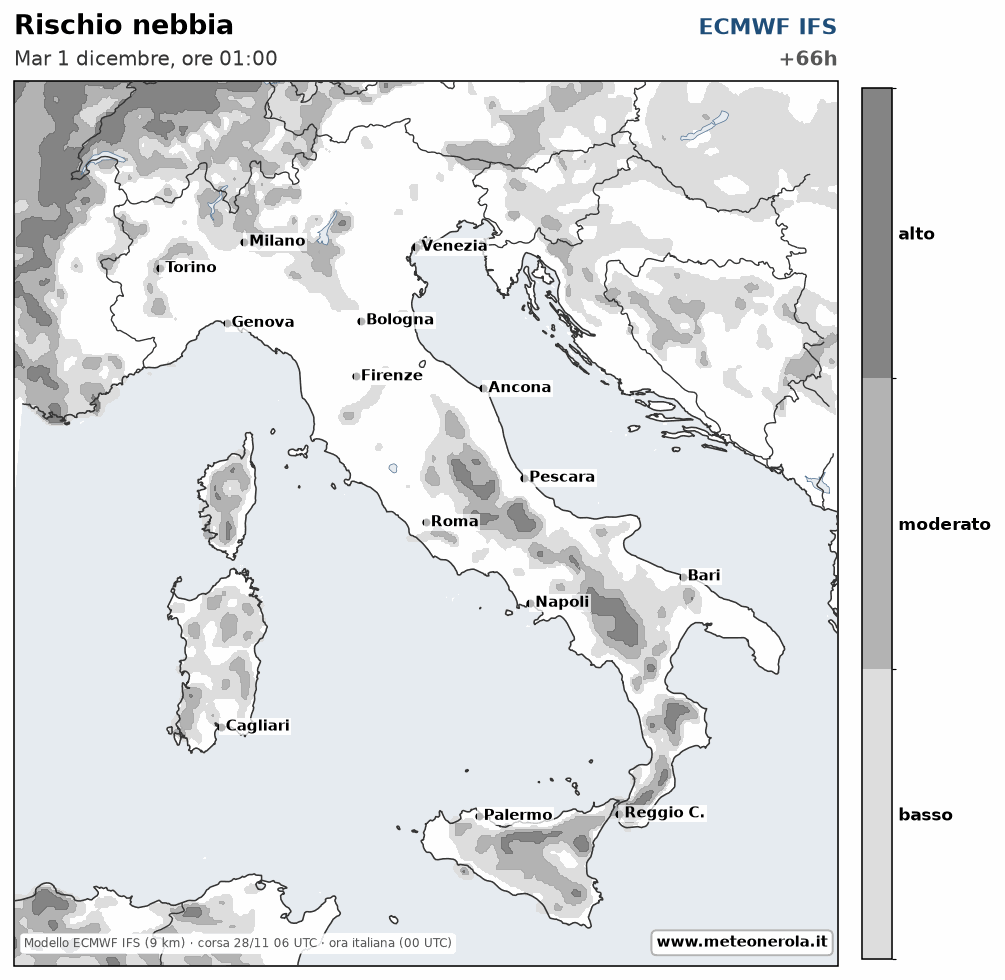 Rischio nebbia
ECMWF IFS
Mar 1 dicembre, ore 01:00
+66h
Milano
Venezia
Torino
Genova
Bologna
Firenze
Ancona
Pescara
Roma
Bari
Napoli
Cagliari
Palermo
Reggio C.
alto
moderato
basso
Modello ECMWF IFS (9 km) · corsa 28/11 06 UTC · ora italiana (00 UTC)
www.meteonerola.it